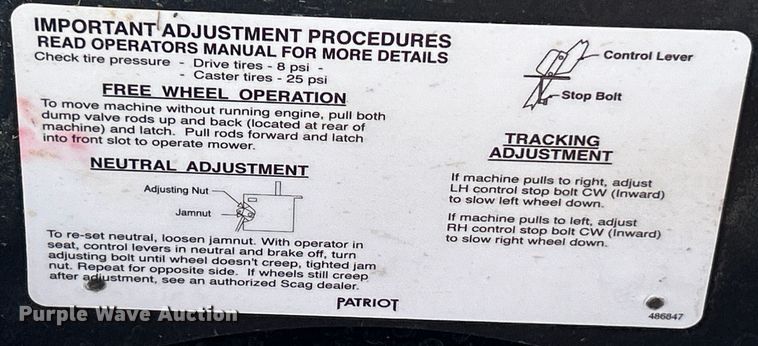 IMPORTANT ADJUSTMENT PROCEDURES
READ OPERATORS MANUAL FOR MORE DETAILS
Check tire pressure - Drive tires - 8 psi -
- Caster tires - 25 psi
FREE WHEEL OPERATION
To move machine without running engine, pull both
dump valve rods up and back (located at rear of
machine) and latch. Pull rods forward and latch
into front slot to operate mower.
NEUTRAL ADJUSTMENT
Adjusting Nut
Jamnut
To re-set neutral, loosen jamnut. With operator in
seat, control levers in neutral and brake off, turn
adjusting bolt until wheel doesn't creep, tighted jam
nut. Repeat for opposite side. If wheels still creep
after adjustment, see an authorized Scag dealer.
Control Lever
Stop Bolt
TRACKING
ADJUSTMENT
If machine pulls to right, adjust
LH control stop bolt CW (Inward)
to slow left wheel down.
If machine pulls to left, adjust
RH control stop bolt CW (Inward)
to slow right wheel down.
PATRIOT
486847
Purple Wave Auction